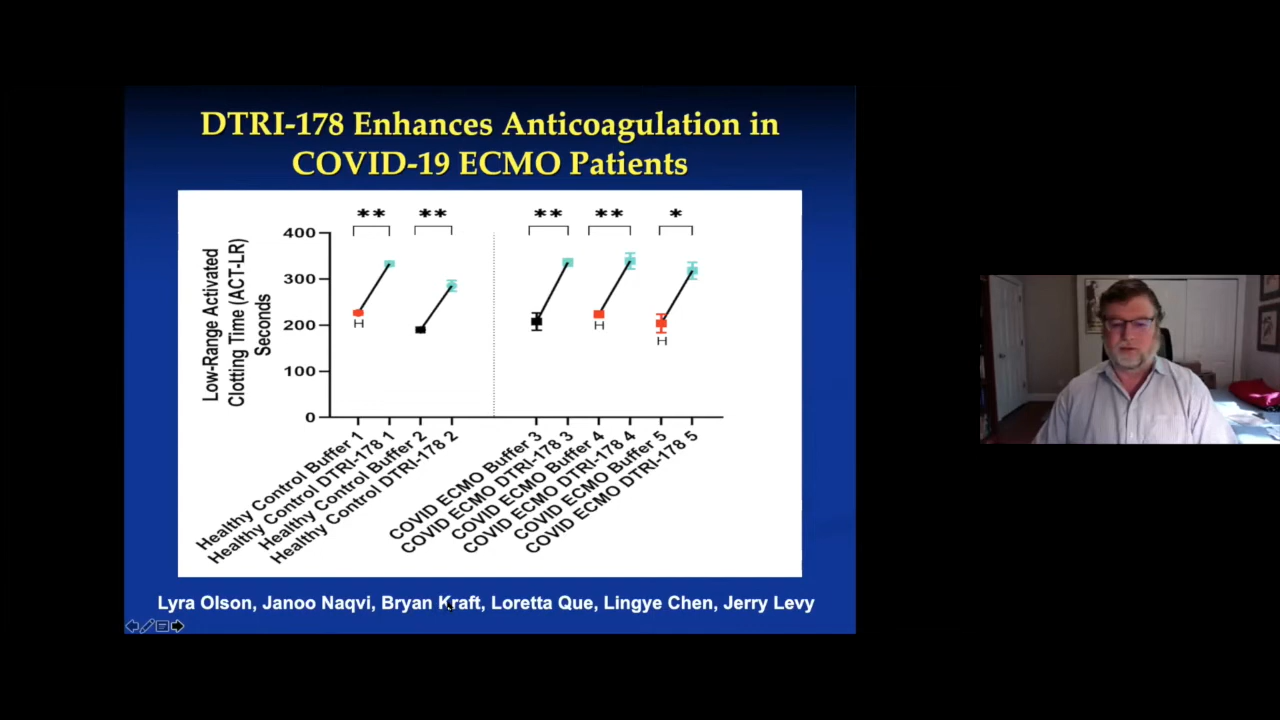 DTRI-178 Enhances Anticoagulation in
COVID-19 ECMO Patients
** ** ** ** *
Low-Range Activated
Clotting Time (ACT-LR)
Seconds
400
300
200
100
0
H
H
H
Healthy Control Buffer 1
Healthy Control DTRI-178 1
Healthy Control Buffer 2
Healthy Control DTRI-178 2
COVID ECMO Buffer 3
COVID ECMO DTRI-178 3
COVID ECMO Buffer 4
COVID ECMO DTRI-178 4
COVID ECMO Buffer 5
COVID ECMO DTRI-178 5
Lyra Olson, Janoo Naqvi, Bryan Kraft, Loretta Que, Lingye Chen, Jerry Levy